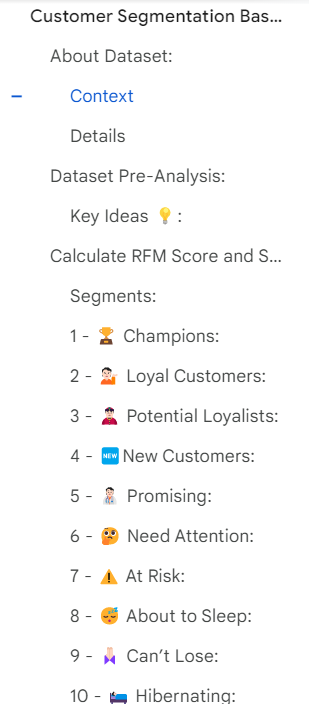 Customer Segmentation Bas...
About Dataset:
Context
Details
Dataset Pre-Analysis:
Key Ideas 💡 :
Calculate RFM Score and S...
Segments:
1 - 🏆 Champions:
2 - 💁🏻 Loyal Customers:
3 - 🙎🏻‍♂️ Potential Loyalists:
4 - 🆕 New Customers:
5 - 👨🏻‍⚕️ Promising:
6 - 🤔 Need Attention:
7 - ⚠️ At Risk:
8 - 😴 About to Sleep:
9 - 🤞🏻 Can’t Lose:
10 - 🛌 Hibernating: